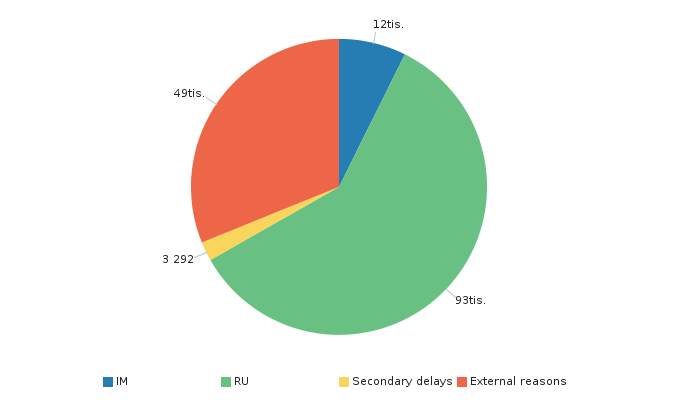 12tis.
49tis.
3 292
93tis.
IM
RU
Secondary delays
External reasons